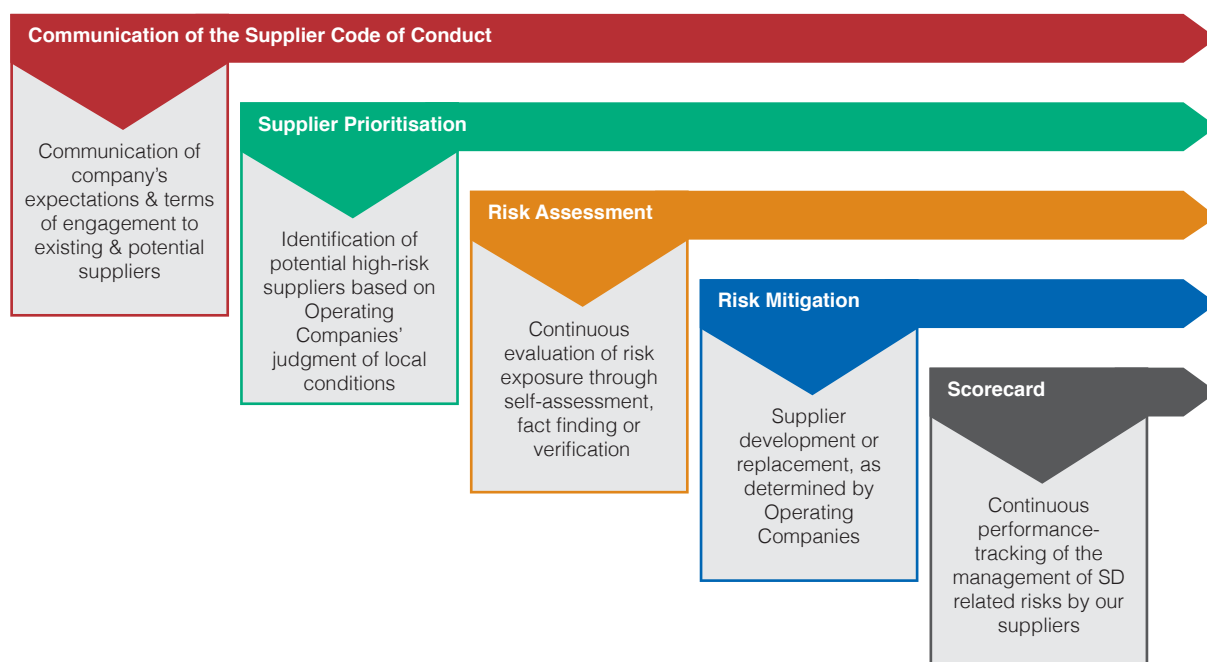 Communication of the Supplier Code of Conduct
Communication of
company’s
expectations & terms
of engagement to
existing & potential
suppliers
Supplier Prioritisation
Identification of
potential high-risk
suppliers based on
Operating
Companies’
judgment of local
conditions
Risk Assessment
Continuous
evaluation of risk
exposure through
self-assessment,
fact finding or
verification
Risk Mitigation
Supplier
development or
replacement, as
determined by
Operating
Companies
Scorecard
Continuous
performance-
tracking of the
management of SD
related risks by our
suppliers